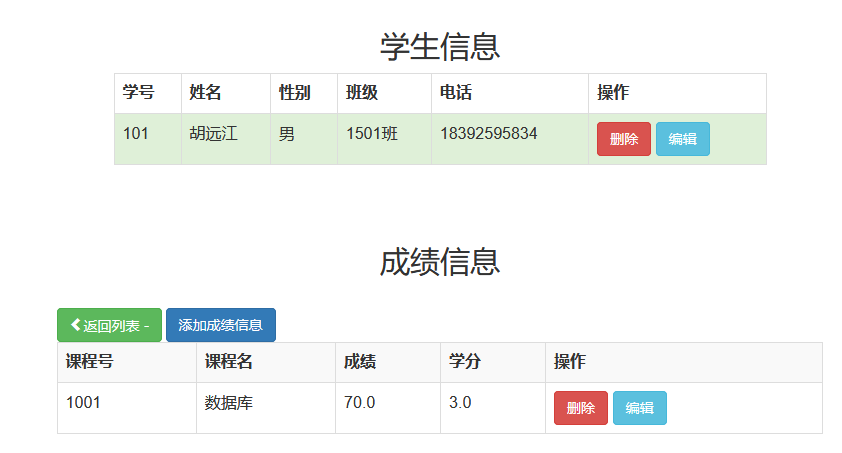 学生信息
学号 姓名 性别 班级 电话 操作
101 胡远江 男 1501班 18392595834 删除 编辑
成绩信息
返回列表 - 添加成绩信息
课程号 课程名 成绩 学分 操作
1001 数据库 70.0 3.0 删除 编辑